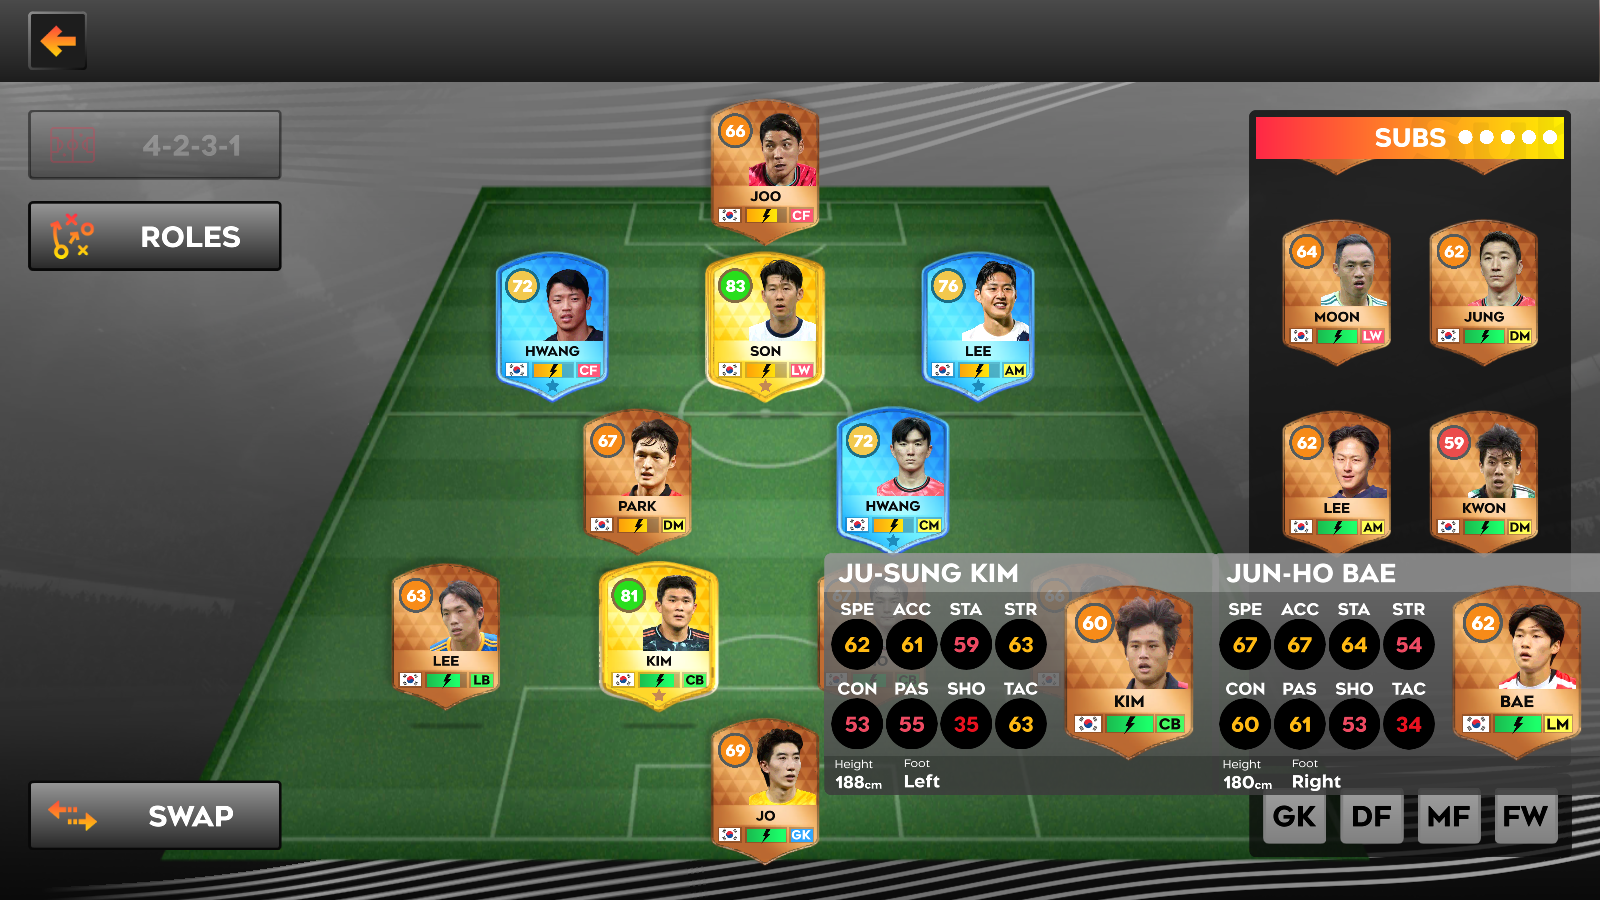 4-2-3-1
ROLES
SWAP
66
JOO
CF
72
HWANG
CF
83
SON
LW
76
LEE
AM
67
PARK
DM
72
HWANG
CM
63
LEE
LB
81
KIM
CB
67
CB
66
69
JO
GK
SUBS
64
MOON
LW
62
JUNG
DM
62
LEE
AM
59
KWON
DM
JU-SUNG KIM
SPE ACC STA STR
62 61 59 63
CON PAS SHO TAC
53 55 35 63
Height Foot
188cm Left
60
KIM
CB
JUN-HO BAE
SPE ACC STA STR
67 67 64 54
CON PAS SHO TAC
60 61 53 34
Height Foot
180cm Right
62
BAE
LM
GK DF MF FW